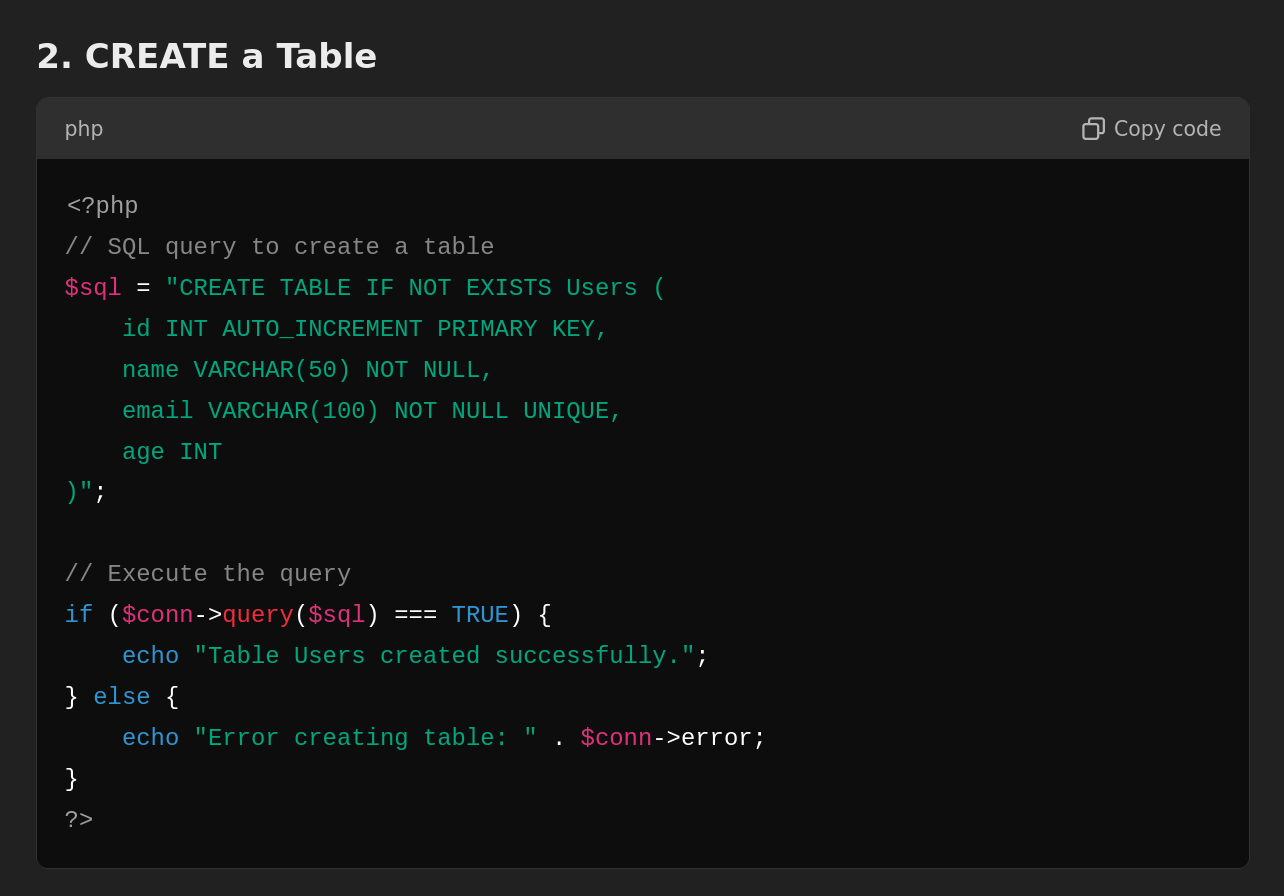 2. CREATE a Table
php
Copy code
<?php
// SQL query to create a table
$sql = "CREATE TABLE IF NOT EXISTS Users (
    id INT AUTO_INCREMENT PRIMARY KEY,
    name VARCHAR(50) NOT NULL,
    email VARCHAR(100) NOT NULL UNIQUE,
    age INT
)";

// Execute the query
if ($conn->query($sql) === TRUE) {
    echo "Table Users created successfully.";
} else {
    echo "Error creating table: " . $conn->error;
}
?>